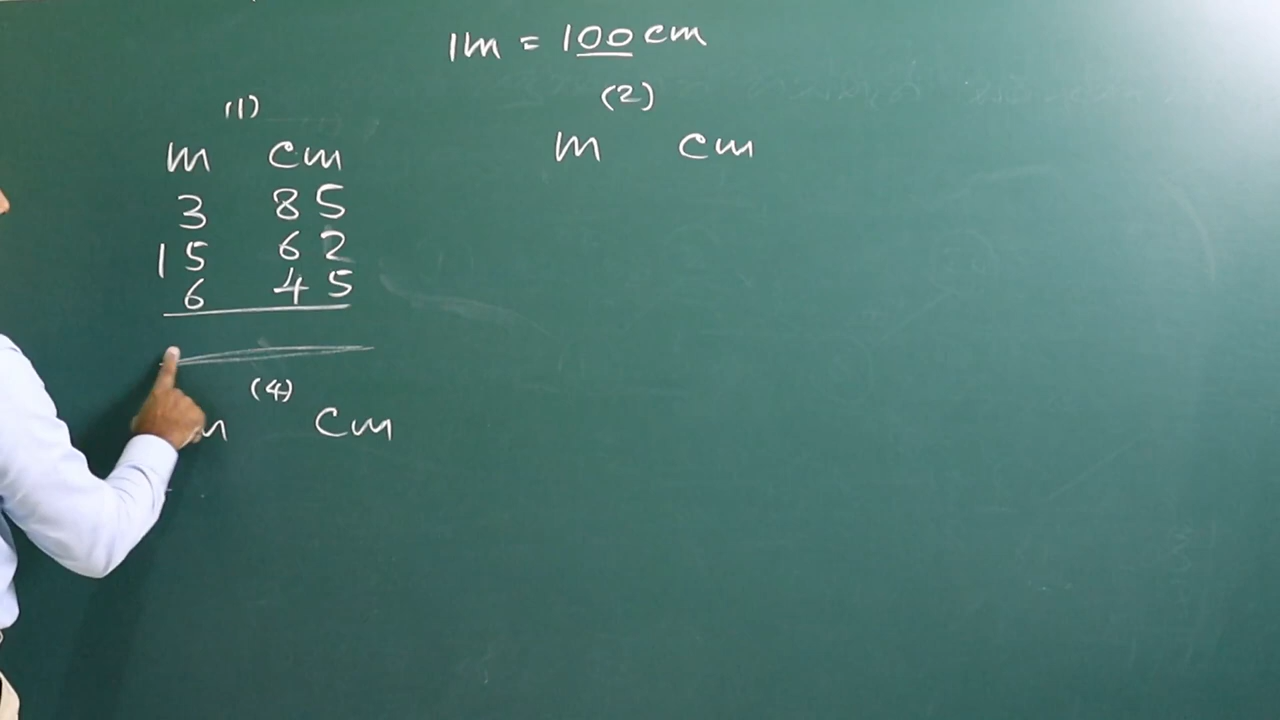 1m = 100 cm
(1)
m cm
3 85
15 62
6 45
(2)
m cm
(4)
m cm